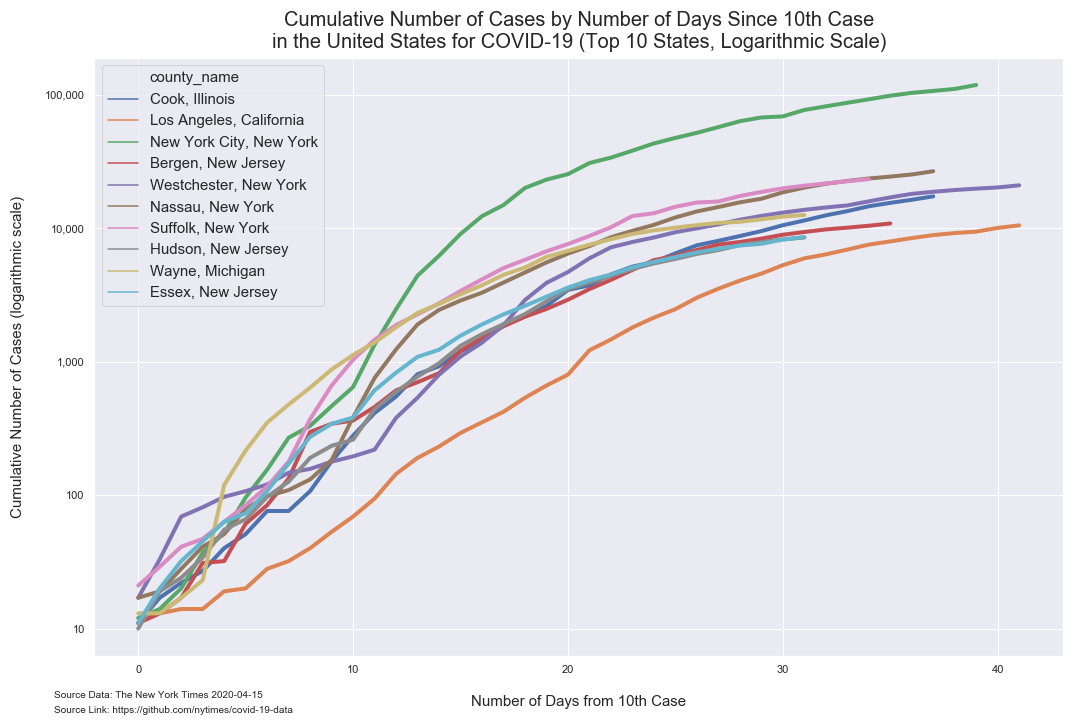 Cumulative Number of Cases by Number of Days Since 10th Case
in the United States for COVID-19 (Top 10 States, Logarithmic Scale)
county_name
Cook, Illinois
Los Angeles, California
New York City, New York
Bergen, New Jersey
Westchester, New York
Nassau, New York
Suffolk, New York
Hudson, New Jersey
Wayne, Michigan
Essex, New Jersey
Cumulative Number of Cases (logarithmic scale)
100,000
10,000
1,000
100
10
0
10
20
30
40
Number of Days from 10th Case
Source Data: The New York Times 2020-04-15
Source Link: https://github.com/nytimes/covid-19-data